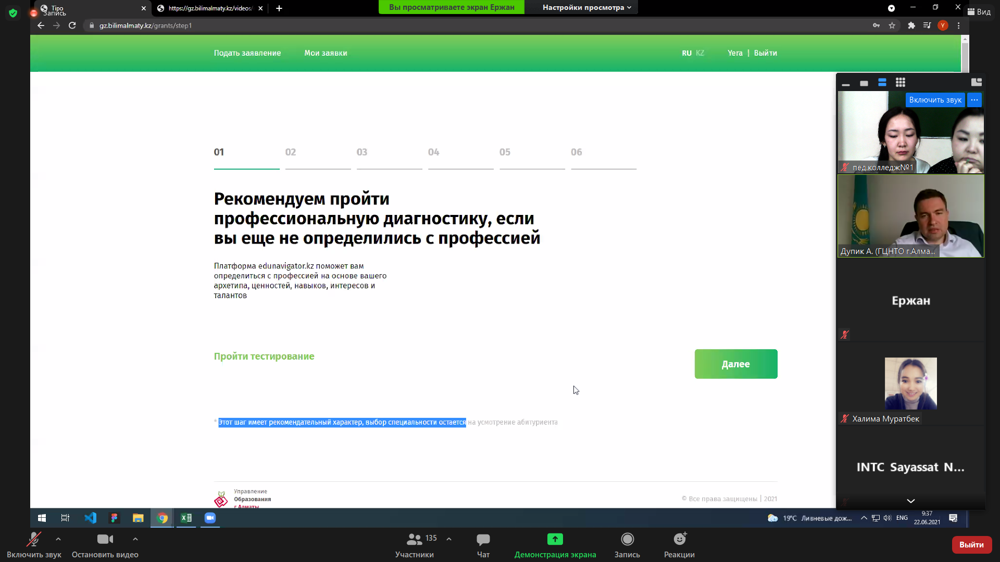 Tipo
Запись
https://gz.bilimalmaty.kz/videos/
Вы просматриваете экран Ержан
Настройки просмотра
Вид
gz.bilimalmaty.kz/grants/step1
Y
Подать заявление
Мои заявки
RU KZ
Yera | Выйти
01 02 03 04 05 06
Рекомендуем пройти
профессиональную диагностику, если
вы еще не определились с профессией
Платформа edunavigator.kz поможет вам
определиться с профессией на основе вашего
архетипа, ценностей, навыков, интересов и
талантов
Пройти тестирование
Далее
* Этот шаг имеет рекомендательный характер, выбор специальности остается на усмотрение абитуриента
Управление
Образования
г.Алматы
© Все права защищены | 2021
Включить звук
...
пед.колледж№1
Дупик А. (ГЦНТО г.Алма...
Ержан
Халима Муратбек
INTC Sayassat N...
19°C Ливневые дож...
ENG
9:37
22.06.2021
Включить звук
Остановить видео
135
Участники
Чат
Демонстрация экрана
Запись
Реакции
Выйти